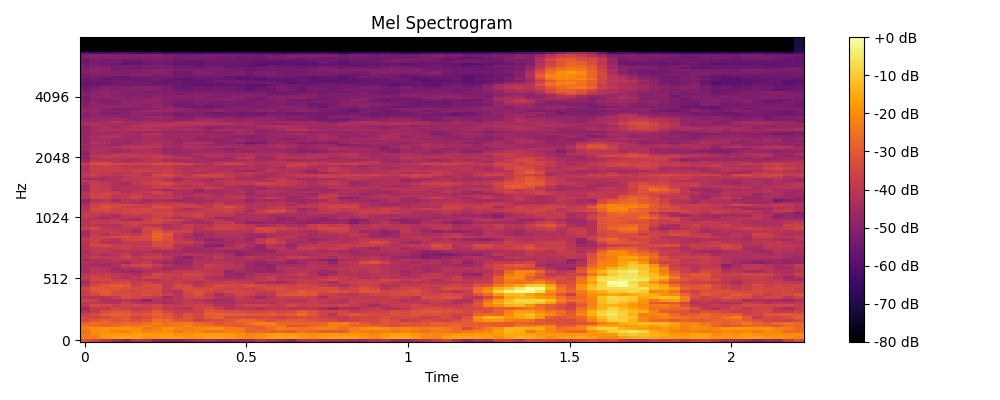 Mel Spectrogram
Hz
4096
2048
1024
512
0
0
0.5
1
1.5
2
Time
+0 dB
-10 dB
-20 dB
-30 dB
-40 dB
-50 dB
-60 dB
-70 dB
-80 dB